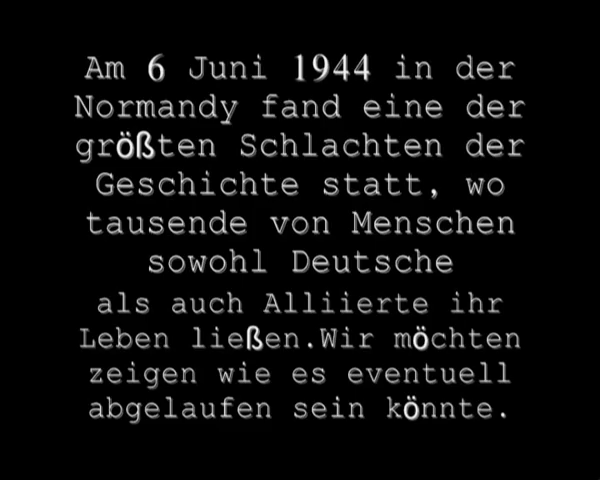 Am 6 Juni 1944 in der
Normandy fand eine der
größten Schlachten der
Geschichte statt, wo
tausende von Menschen
sowohl Deutsche
als auch Alliierte ihr
Leben ließen.Wir möchten
zeigen wie es eventuell
abgelaufen sein könnte.